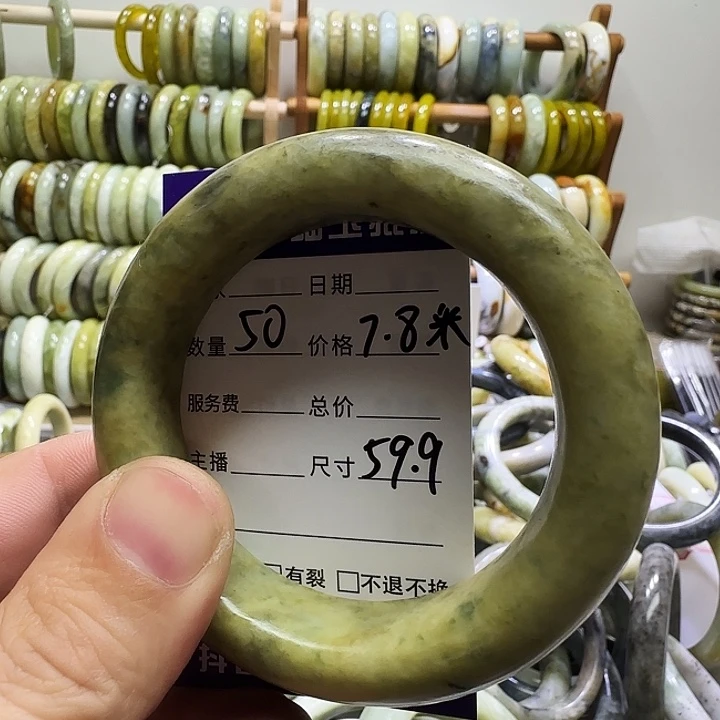 日期
数量 50 价格 7.8米
服务费 总价
主播 尺寸 59.9
有裂 □不退不换